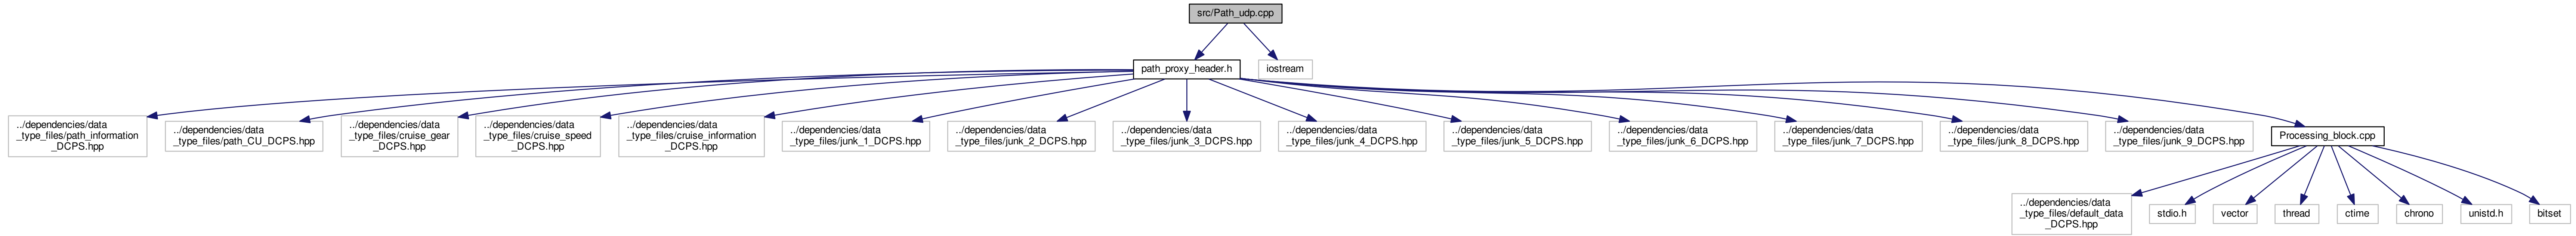 src/Path_udp.cpp
path_proxy_header.h
iostream
../dependencies/data
_type_files/path_information
_DCPS.hpp
../dependencies/data
_type_files/path_CU_DCPS.hpp
../dependencies/data
_type_files/cruise_gear
_DCPS.hpp
../dependencies/data
_type_files/cruise_speed
_DCPS.hpp
../dependencies/data
_type_files/cruise_information
_DCPS.hpp
../dependencies/data
_type_files/junk_1_DCPS.hpp
../dependencies/data
_type_files/junk_2_DCPS.hpp
../dependencies/data
_type_files/junk_3_DCPS.hpp
../dependencies/data
_type_files/junk_4_DCPS.hpp
../dependencies/data
_type_files/junk_5_DCPS.hpp
../dependencies/data
_type_files/junk_6_DCPS.hpp
../dependencies/data
_type_files/junk_7_DCPS.hpp
../dependencies/data
_type_files/junk_8_DCPS.hpp
../dependencies/data
_type_files/junk_9_DCPS.hpp
Processing_block.cpp
../dependencies/data
_type_files/default_data
_DCPS.hpp
stdio.h
vector
thread
ctime
chrono
unistd.h
bitset